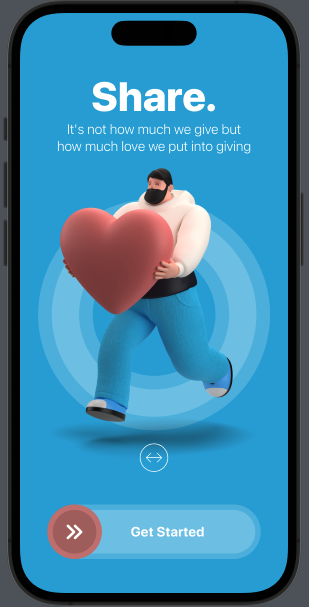 Share.
It's not how much we give but
how much love we put into giving
Get Started